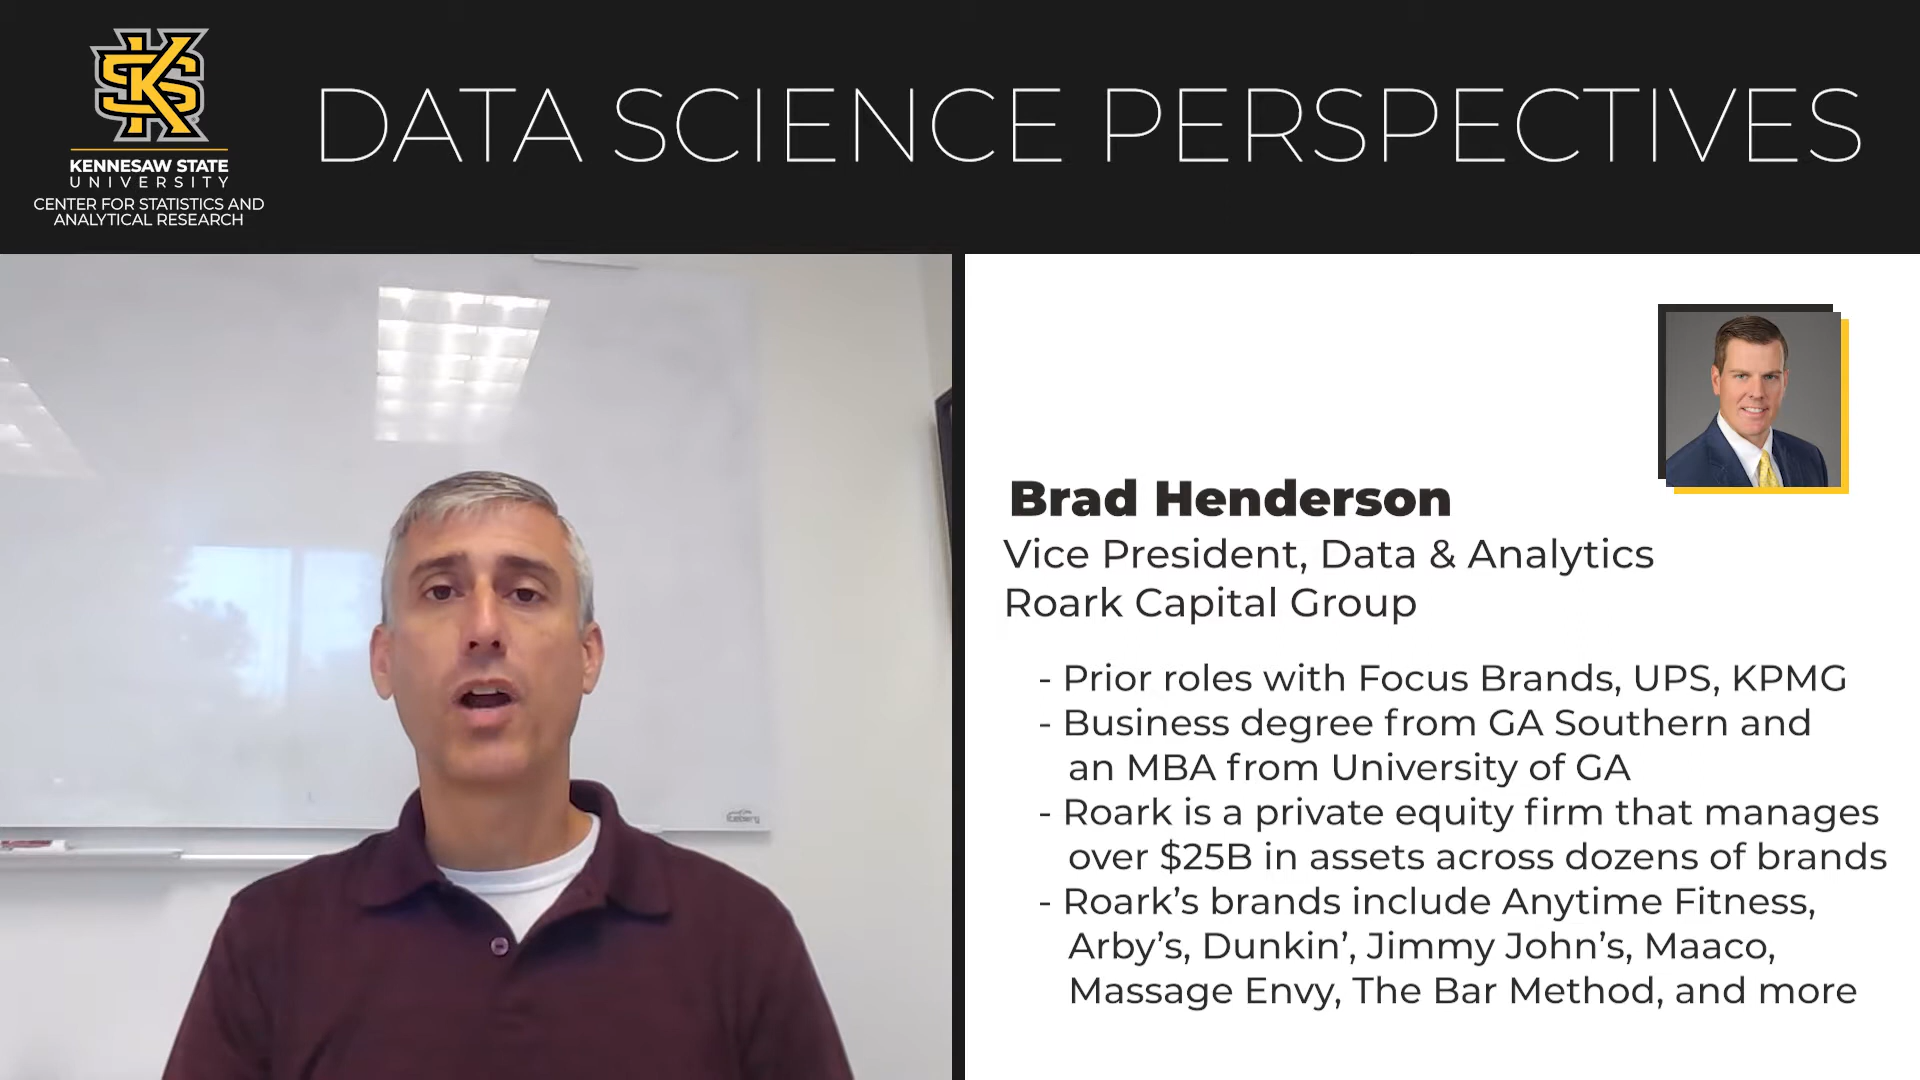 KS
KENNESAW STATE
UNIVERSITY
CENTER FOR STATISTICS AND
ANALYTICAL RESEARCH
DATA SCIENCE PERSPECTIVES
Brad Henderson
Vice President, Data & Analytics
Roark Capital Group
- Prior roles with Focus Brands, UPS, KPMG
- Business degree from GA Southern and
an MBA from University of GA
- Roark is a private equity firm that manages
over $25B in assets across dozens of brands
- Roark’s brands include Anytime Fitness,
Arby’s, Dunkin’, Jimmy John’s, Maaco,
Massage Envy, The Bar Method, and more